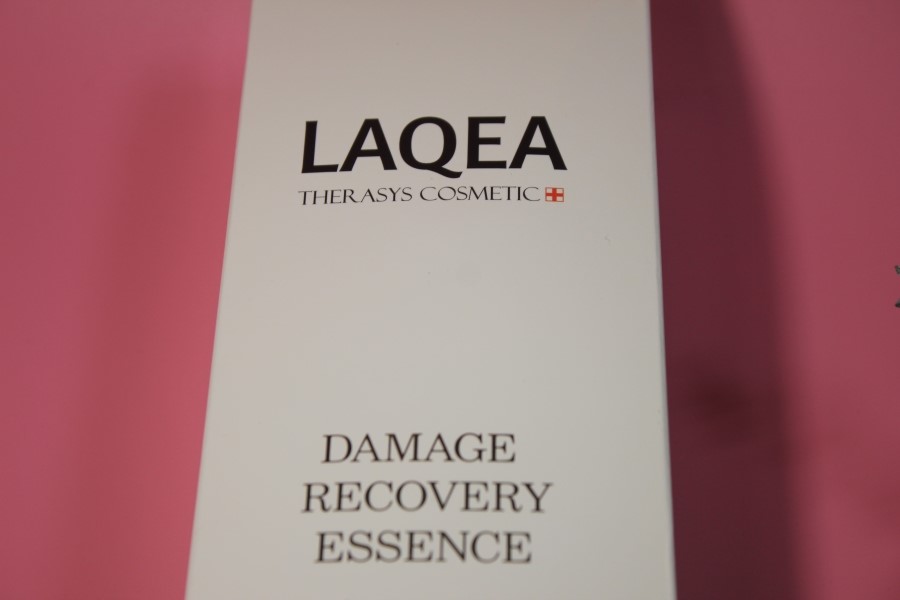 LAQEA
THERASYS COSMETIC
DAMAGE
RECOVERY
ESSENCE